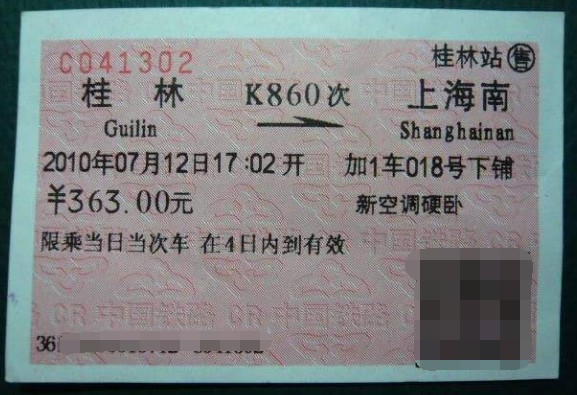 C041302 桂林站 售
桂 林 K860次 上海南
Guilin Shanghainan
2010年07月12日17:02开 加1车018号下铺
¥363.00元 新空调硬卧
限乘当日当次车 在4日内到有效
36